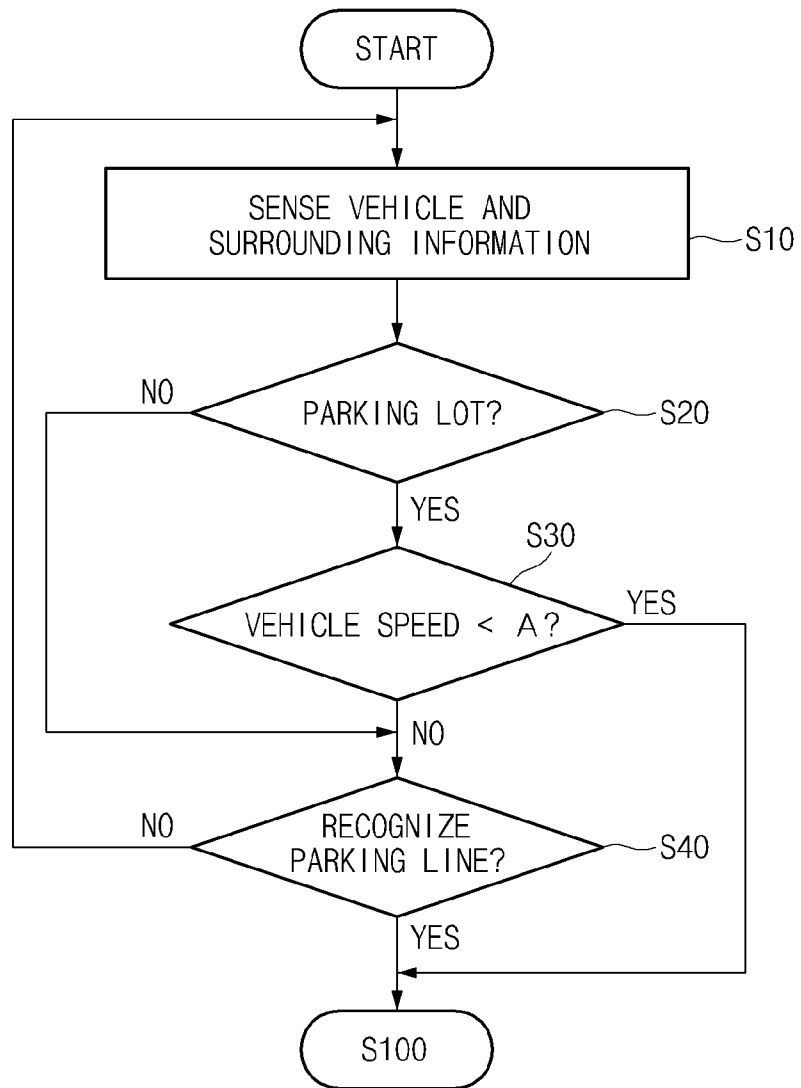 START
SENSE VEHICLE AND
SURROUNDING INFORMATION
S10
NO
PARKING LOT?
S20
YES
S30
VEHICLE SPEED < A?
YES
NO
NO
RECOGNIZE
PARKING LINE?
S40
YES
S100